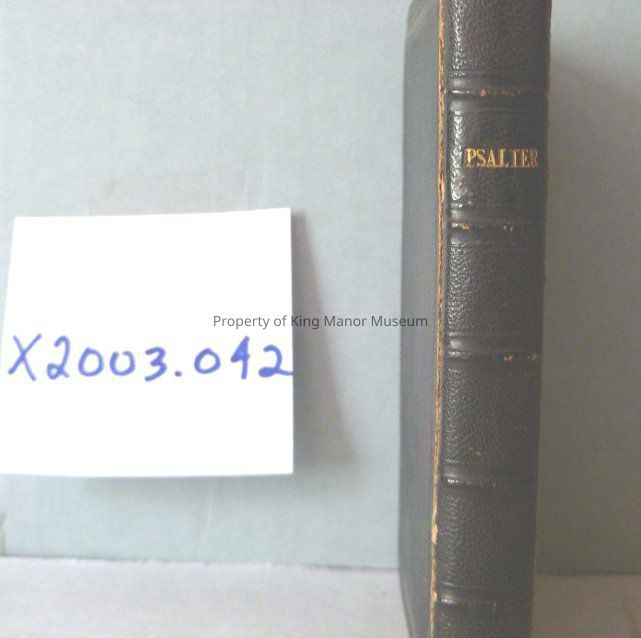 PSALTER
Property of King Manor Museum
X2003.042